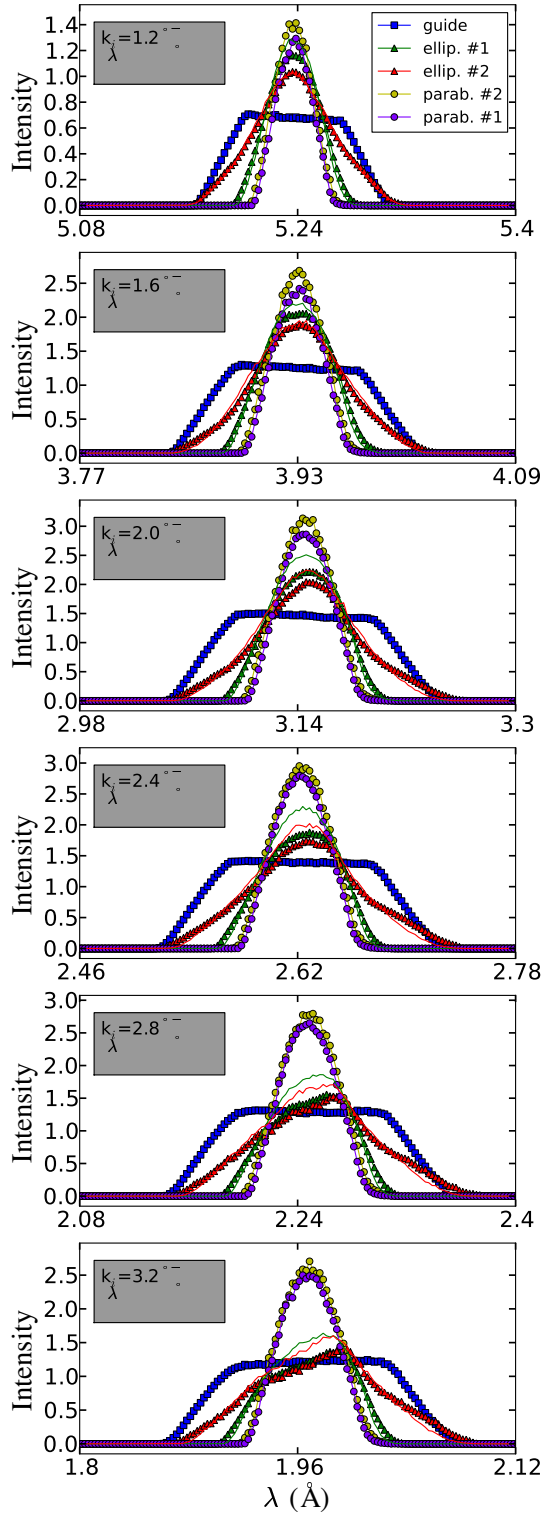 1.4
1.2
1.0
0.8
0.6
0.4
0.2
0.0
Intensity
kᵢ=1.2
λ
guide
ellip. #1
ellip. #2
parab. #2
parab. #1
5.08 5.24 5.4
2.5
2.0
1.5
1.0
0.5
0.0
Intensity
kᵢ=1.6
λ
3.77 3.93 4.09
3.0
2.5
2.0
1.5
1.0
0.5
0.0
Intensity
kᵢ=2.0
λ
2.98 3.14 3.3
3.0
2.5
2.0
1.5
1.0
0.5
0.0
Intensity
kᵢ=2.4
λ
2.46 2.62 2.78
3.0
2.5
2.0
1.5
1.0
0.5
0.0
Intensity
kᵢ=2.8
λ
2.08 2.24 2.4
2.5
2.0
1.5
1.0
0.5
0.0
Intensity
kᵢ=3.2
λ
1.8 1.96 2.12
λ (Å)